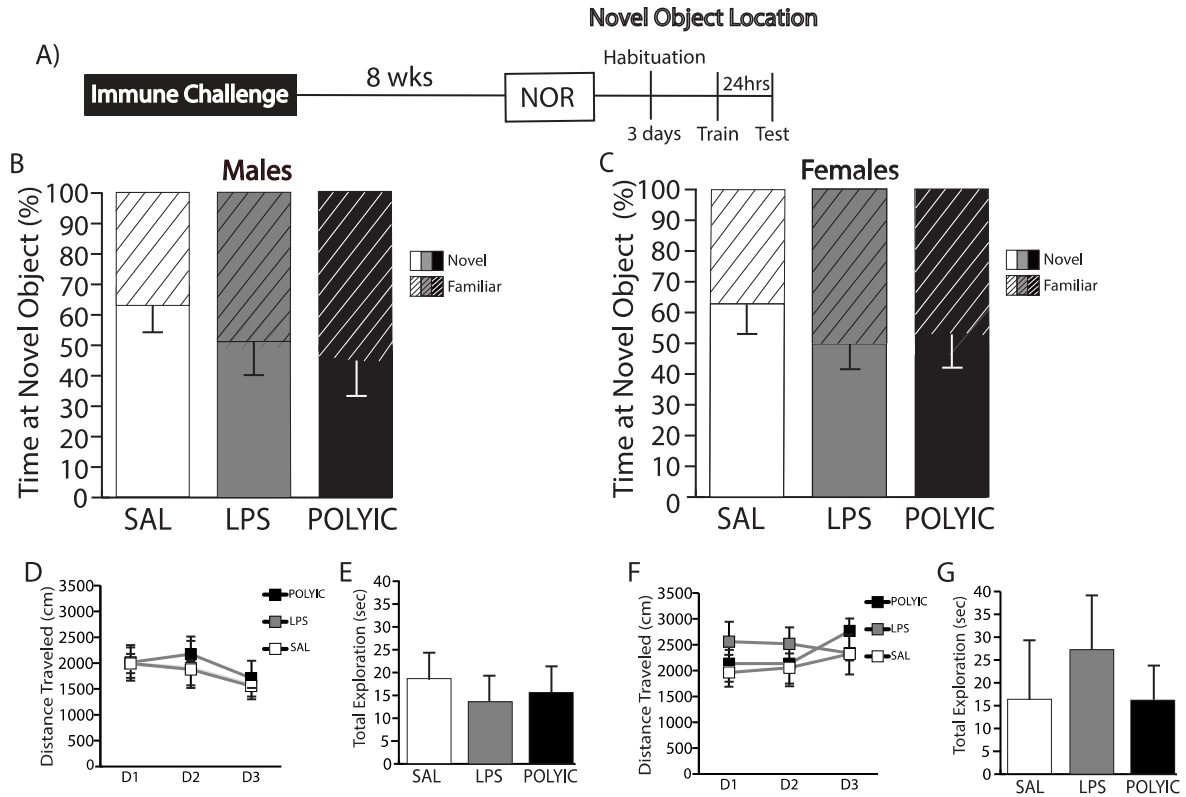 Novel Object Location
A)
Immune Challenge
8 wks
NOR
Habituation
24hrs
3 days
Train
Test
B
Males
Time at Novel Object (%)
100
90
80
70
60
50
40
30
20
10
0
SAL
LPS
POLYIC
Novel
Familiar
C
Females
Time at Novel Object (%)
100
90
80
70
60
50
40
30
20
10
0
SAL
LPS
POLYIC
Novel
Familiar
D
Distance Traveled (cm)
3500
3000
2500
2000
1500
1000
500
0
D1
D2
D3
POLYIC
LPS
SAL
E
Total Exploration (sec)
40
35
30
25
20
15
10
5
0
SAL
LPS
POLYIC
F
Distance Traveled (cm)
3500
3000
2500
2000
1500
1000
500
0
D1
D2
D3
POLYIC
LPS
SAL
G
Total Exploration (sec)
40
35
30
25
20
15
10
5
0
SAL
LPS
POLYIC